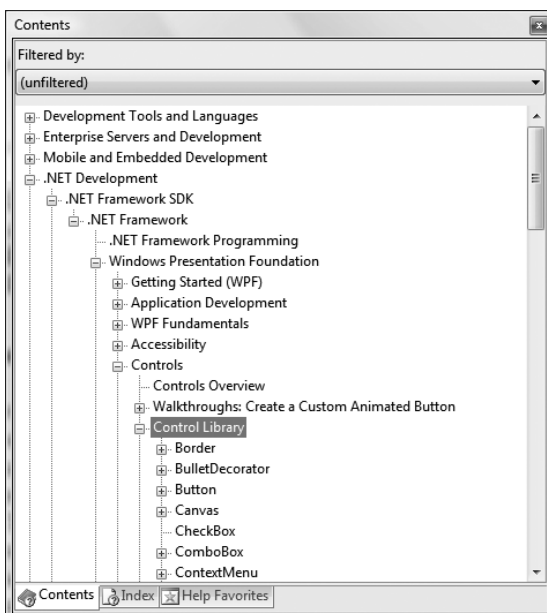 Contents
Filtered by:
(unfiltered)
Development Tools and Languages
Enterprise Servers and Development
Mobile and Embedded Development
.NET Development
.NET Framework SDK
.NET Framework
.NET Framework Programming
Windows Presentation Foundation
Getting Started (WPF)
Application Development
WPF Fundamentals
Accessibility
Controls
Controls Overview
Walkthroughs: Create a Custom Animated Button
Control Library
Border
BulletDecorator
Button
Canvas
CheckBox
ComboBox
ContextMenu
Contents Index Help Favorites